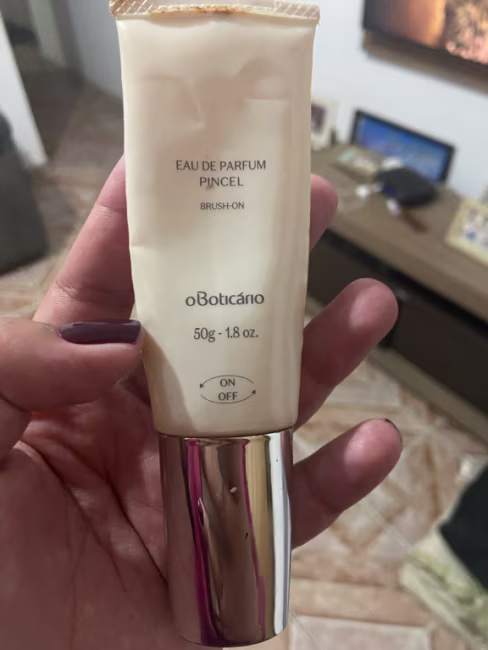 EAU DE PARFUM
PINCEL
BRUSH-ON
oBoticário
50g - 1.8 oz.
ON
OFF